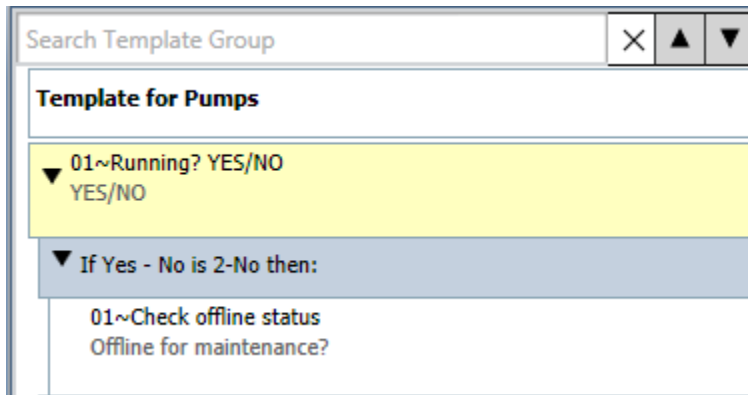 Search Template Group
Template for Pumps
01~Running? YES/NO
YES/NO
If Yes - No is 2-No then:
01~Check offline status
Offline for maintenance?